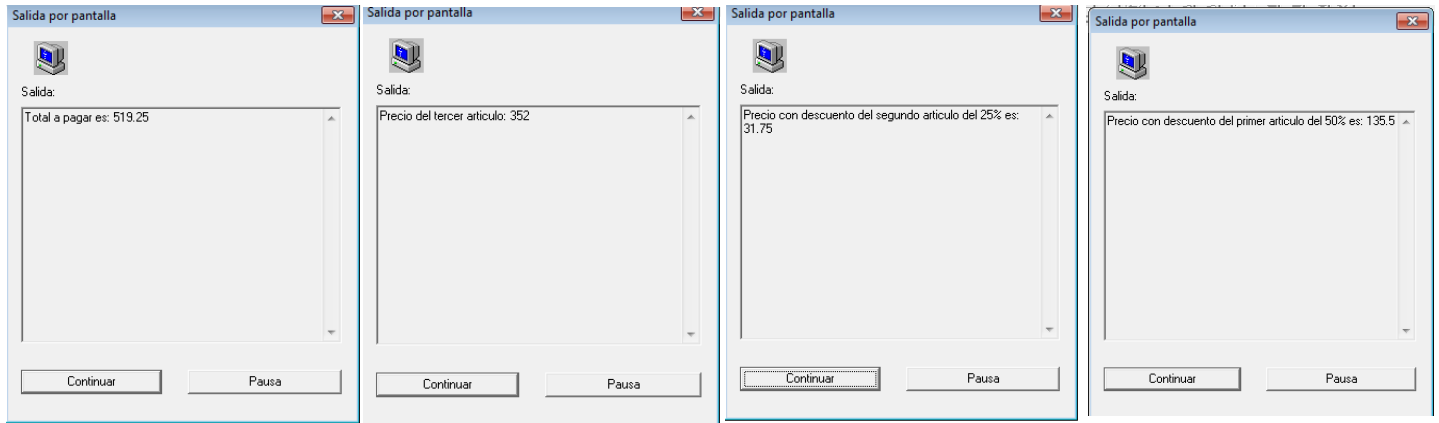 Salida por pantalla
Salida:
Total a pagar es: 519.25
Continuar
Pausa
Salida por pantalla
Salida:
Precio del tercer articulo: 352
Continuar
Pausa
Salida por pantalla
Salida:
Precio con descuento del segundo articulo del 25% es:
31.75
Continuar
Pausa
Salida por pantalla
Salida:
Precio con descuento del primer articulo del 50% es: 135.5
Continuar
Pausa